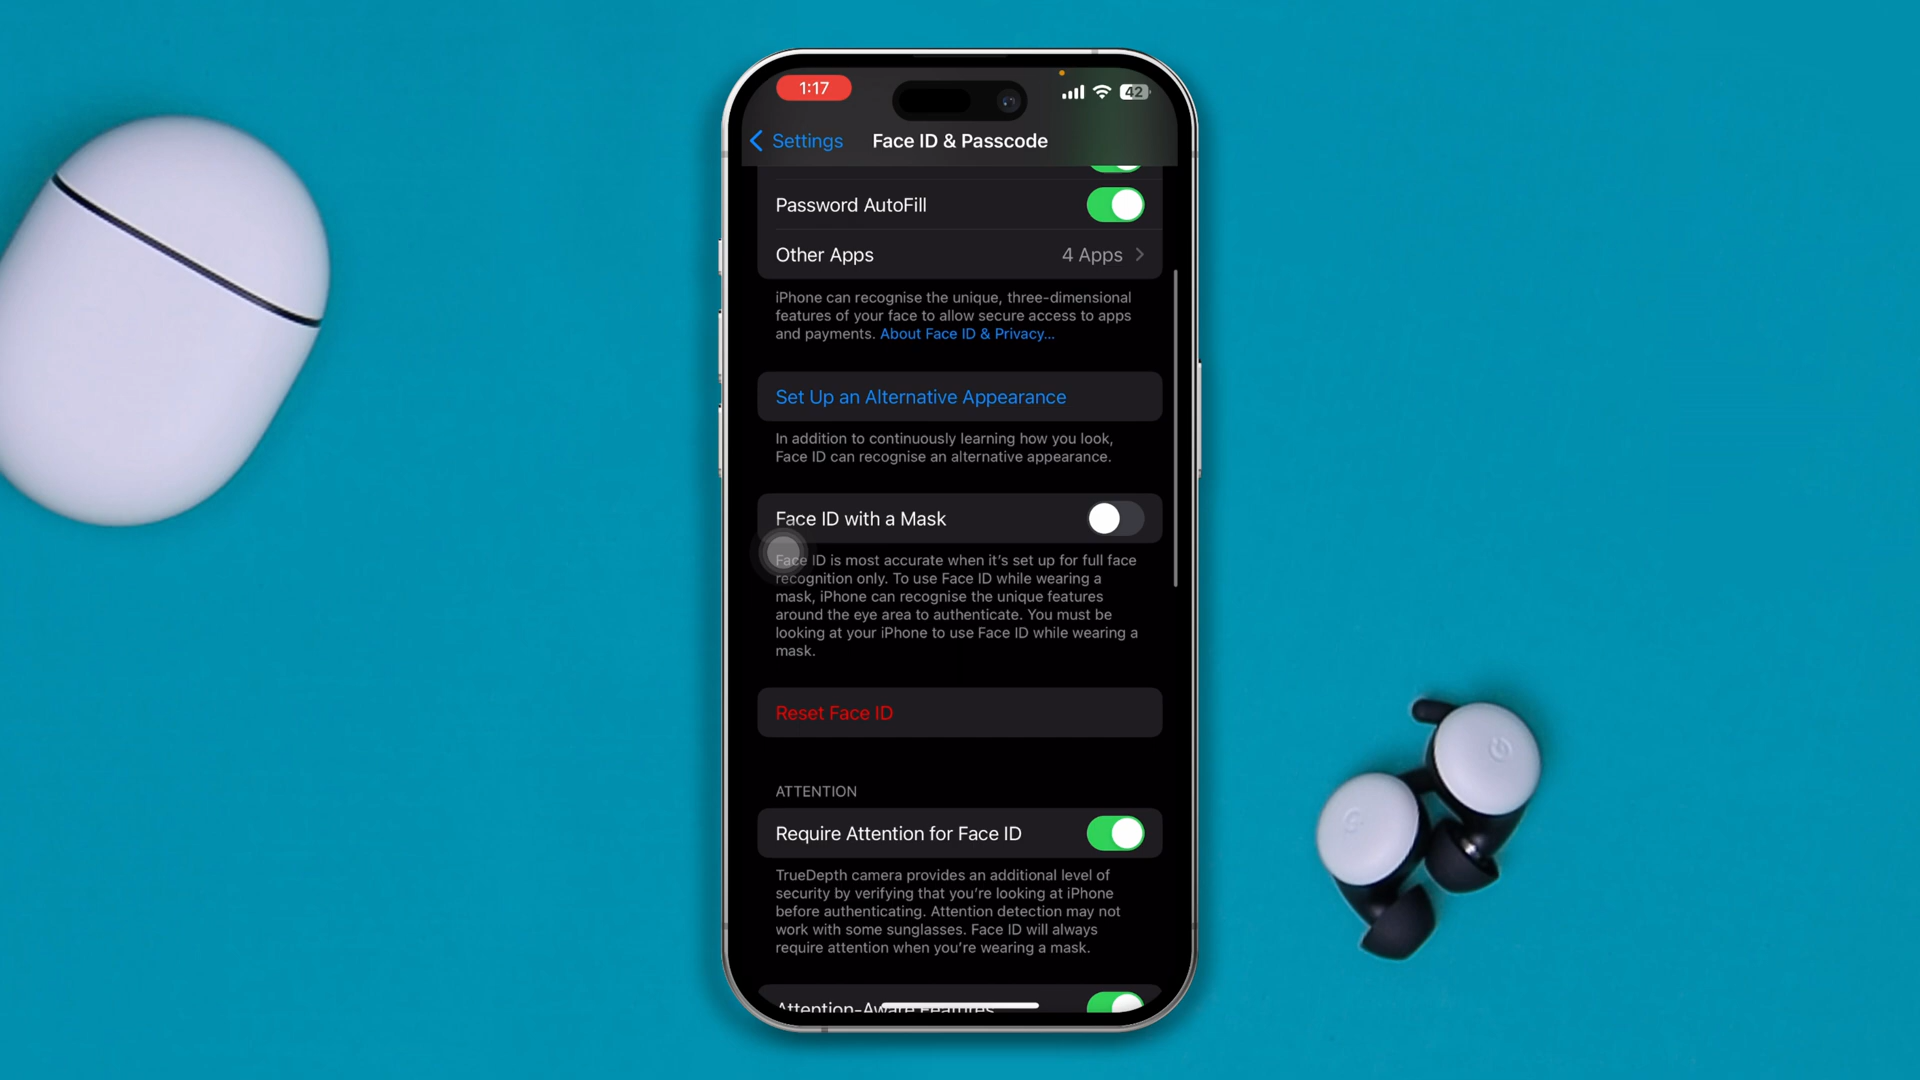 1:17
42
Settings
Face ID & Passcode
Password AutoFill
Other Apps
4 Apps
iPhone can recognise the unique, three-dimensional
features of your face to allow secure access to apps
and payments. About Face ID & Privacy...
Set Up an Alternative Appearance
In addition to continuously learning how you look,
Face ID can recognise an alternative appearance.
Face ID with a Mask
Face ID is most accurate when it's set up for full face
recognition only. To use Face ID while wearing a
mask, iPhone can recognise the unique features
around the eye area to authenticate. You must be
looking at your iPhone to use Face ID while wearing a
mask.
Reset Face ID
ATTENTION
Require Attention for Face ID
TrueDepth camera provides an additional level of
security by verifying that you're looking at iPhone
before authenticating. Attention detection may not
work with some sunglasses. Face ID will always
require attention when you're wearing a mask.
Attention-Aware Features